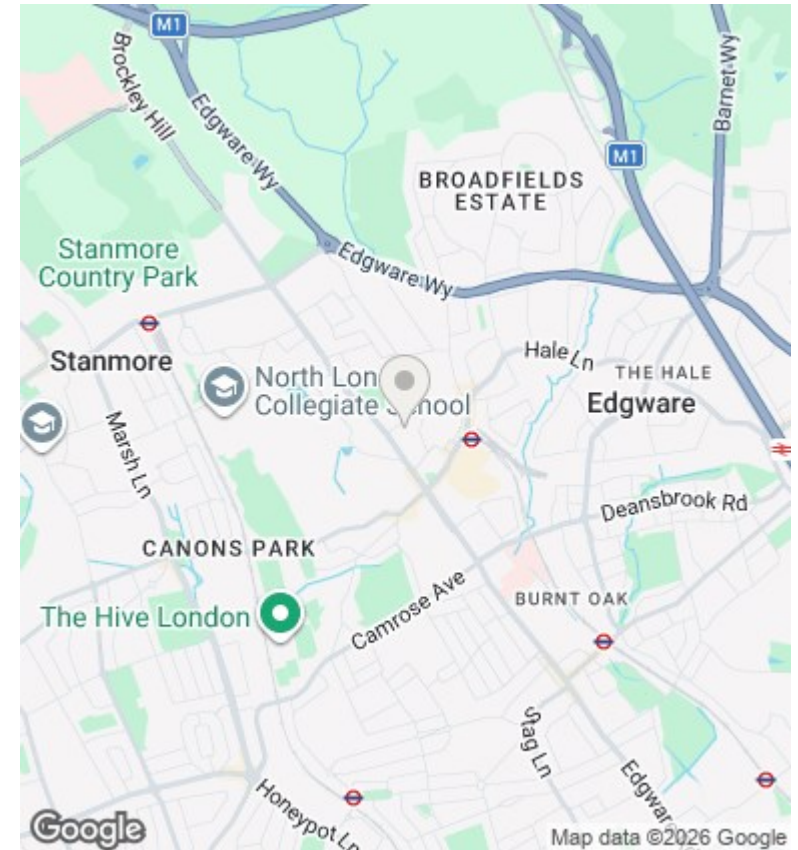 M1
Brockley Hill
Edgware Wy
Barnet Wy
M1
BROADFIELDS
ESTATE
Stanmore
Country Park
Edgware Wy
Hale Ln
THE HALE
Stanmore
North Lon
Collegiate School
Edgware
Marsh Ln
Deansbrook Rd
CANONS PARK
BURNT OAK
Camrose Ave
The Hive London
Stag Ln
Honeypot Ln
Google
Map data ©2026 Google